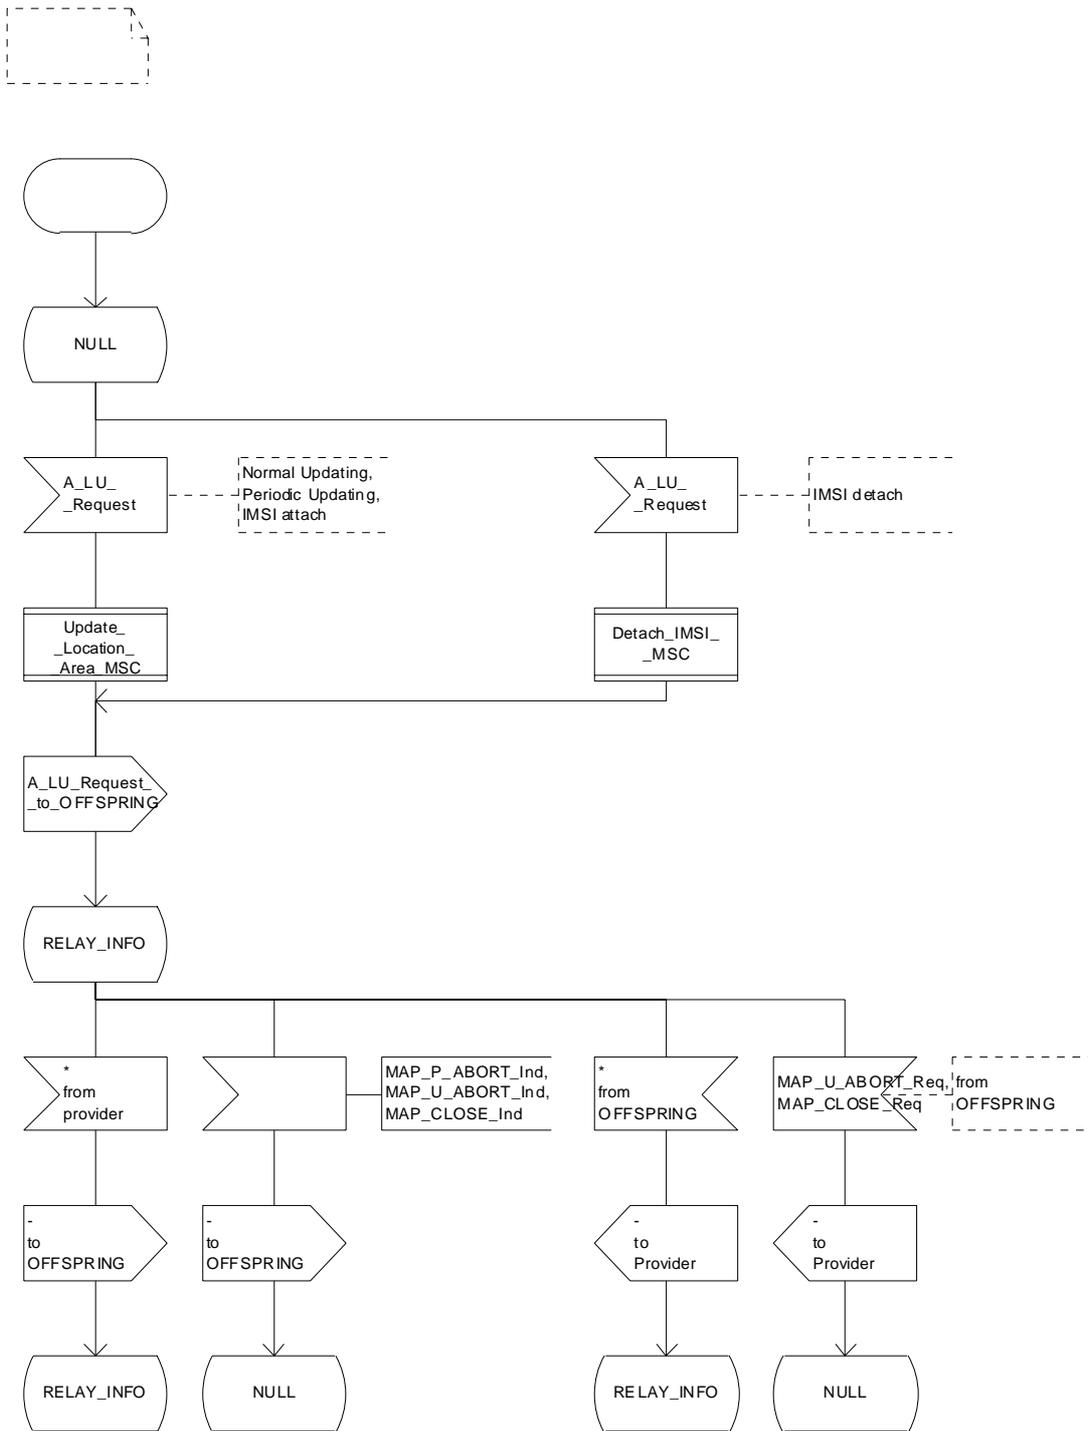 NULL
A_LU_
_Request
Normal Updating,
Periodic Updating,
IMSI attach
A_LU_
_Request
IMSI detach
Update_
_Location_
_Area_MSC
Detach_IMSI_
_MSC
A_LU_Request_
_to_OFFSPRING
RELAY_INFO
*
from
provider
MAP_P_ABORT_Ind,
MAP_U_ABORT_Ind,
MAP_CLOSE_Ind
*
from
OFFSPRING
MAP_U_ABORT_Req,
MAP_CLOSE_Req
from
OFFSPRING
-
to
OFFSPRING
-
to
OFFSPRING
-
to
Provider
-
to
Provider
RELAY_INFO
NULL
RELAY_INFO
NULL